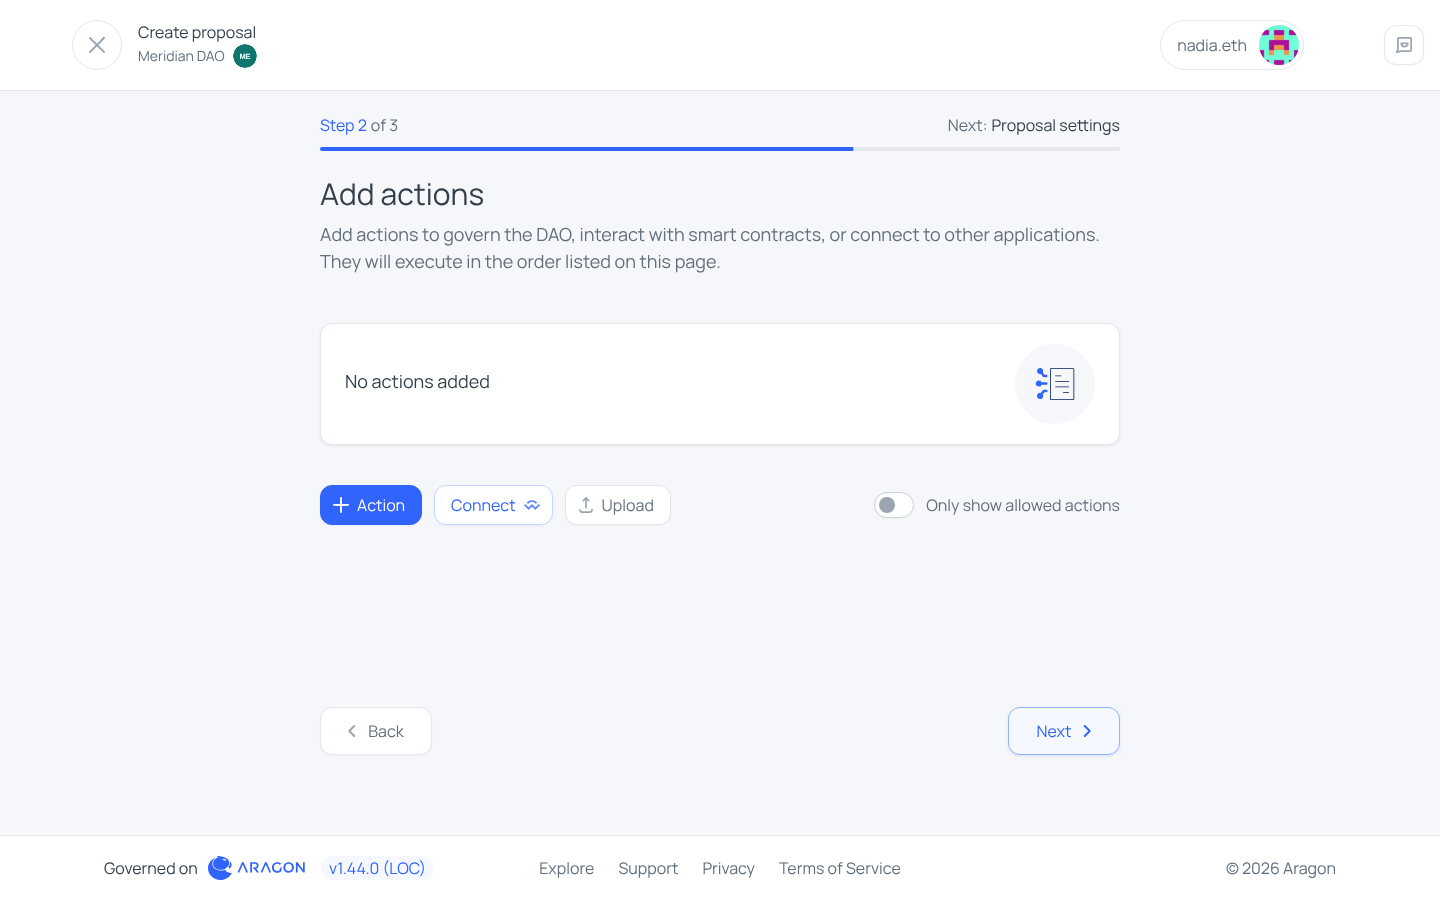 Create proposal
Meridian DAO ME
nadia.eth
Step 2 of 3
Next: Proposal settings
Add actions
Add actions to govern the DAO, interact with smart contracts, or connect to other applications.
They will execute in the order listed on this page.
No actions added
Action
Connect
Upload
Only show allowed actions
Back
Next
Governed on ARAGON v1.44.0 (LOC)
Explore
Support
Privacy
Terms of Service
© 2026 Aragon